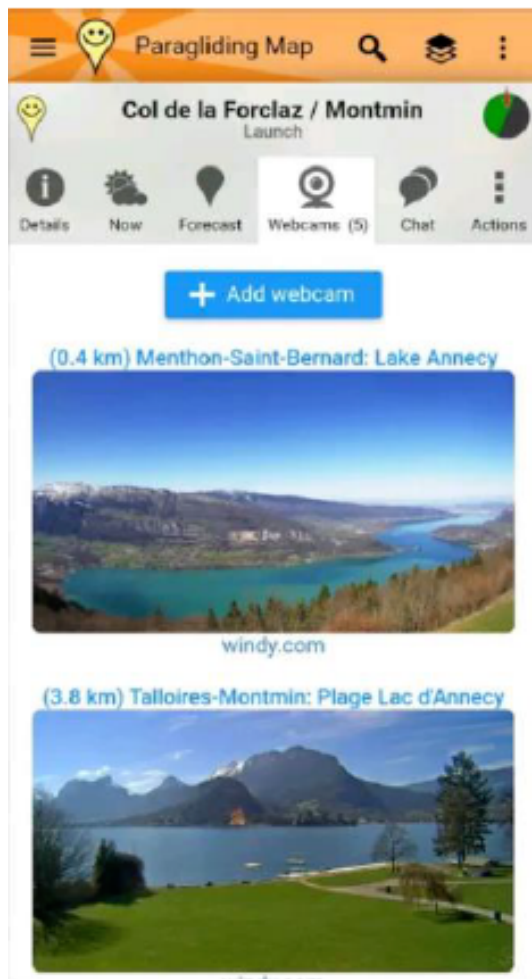 Paragliding Map
Col de la Forclaz / Montmin
Launch
Details Now Forecast Webcams (5) Chat Actions
+ Add webcam
(0.4 km) Menthon-Saint-Bernard: Lake Annecy
windy.com
(3.8 km) Talloires-Montmin: Plage Lac d'Annecy